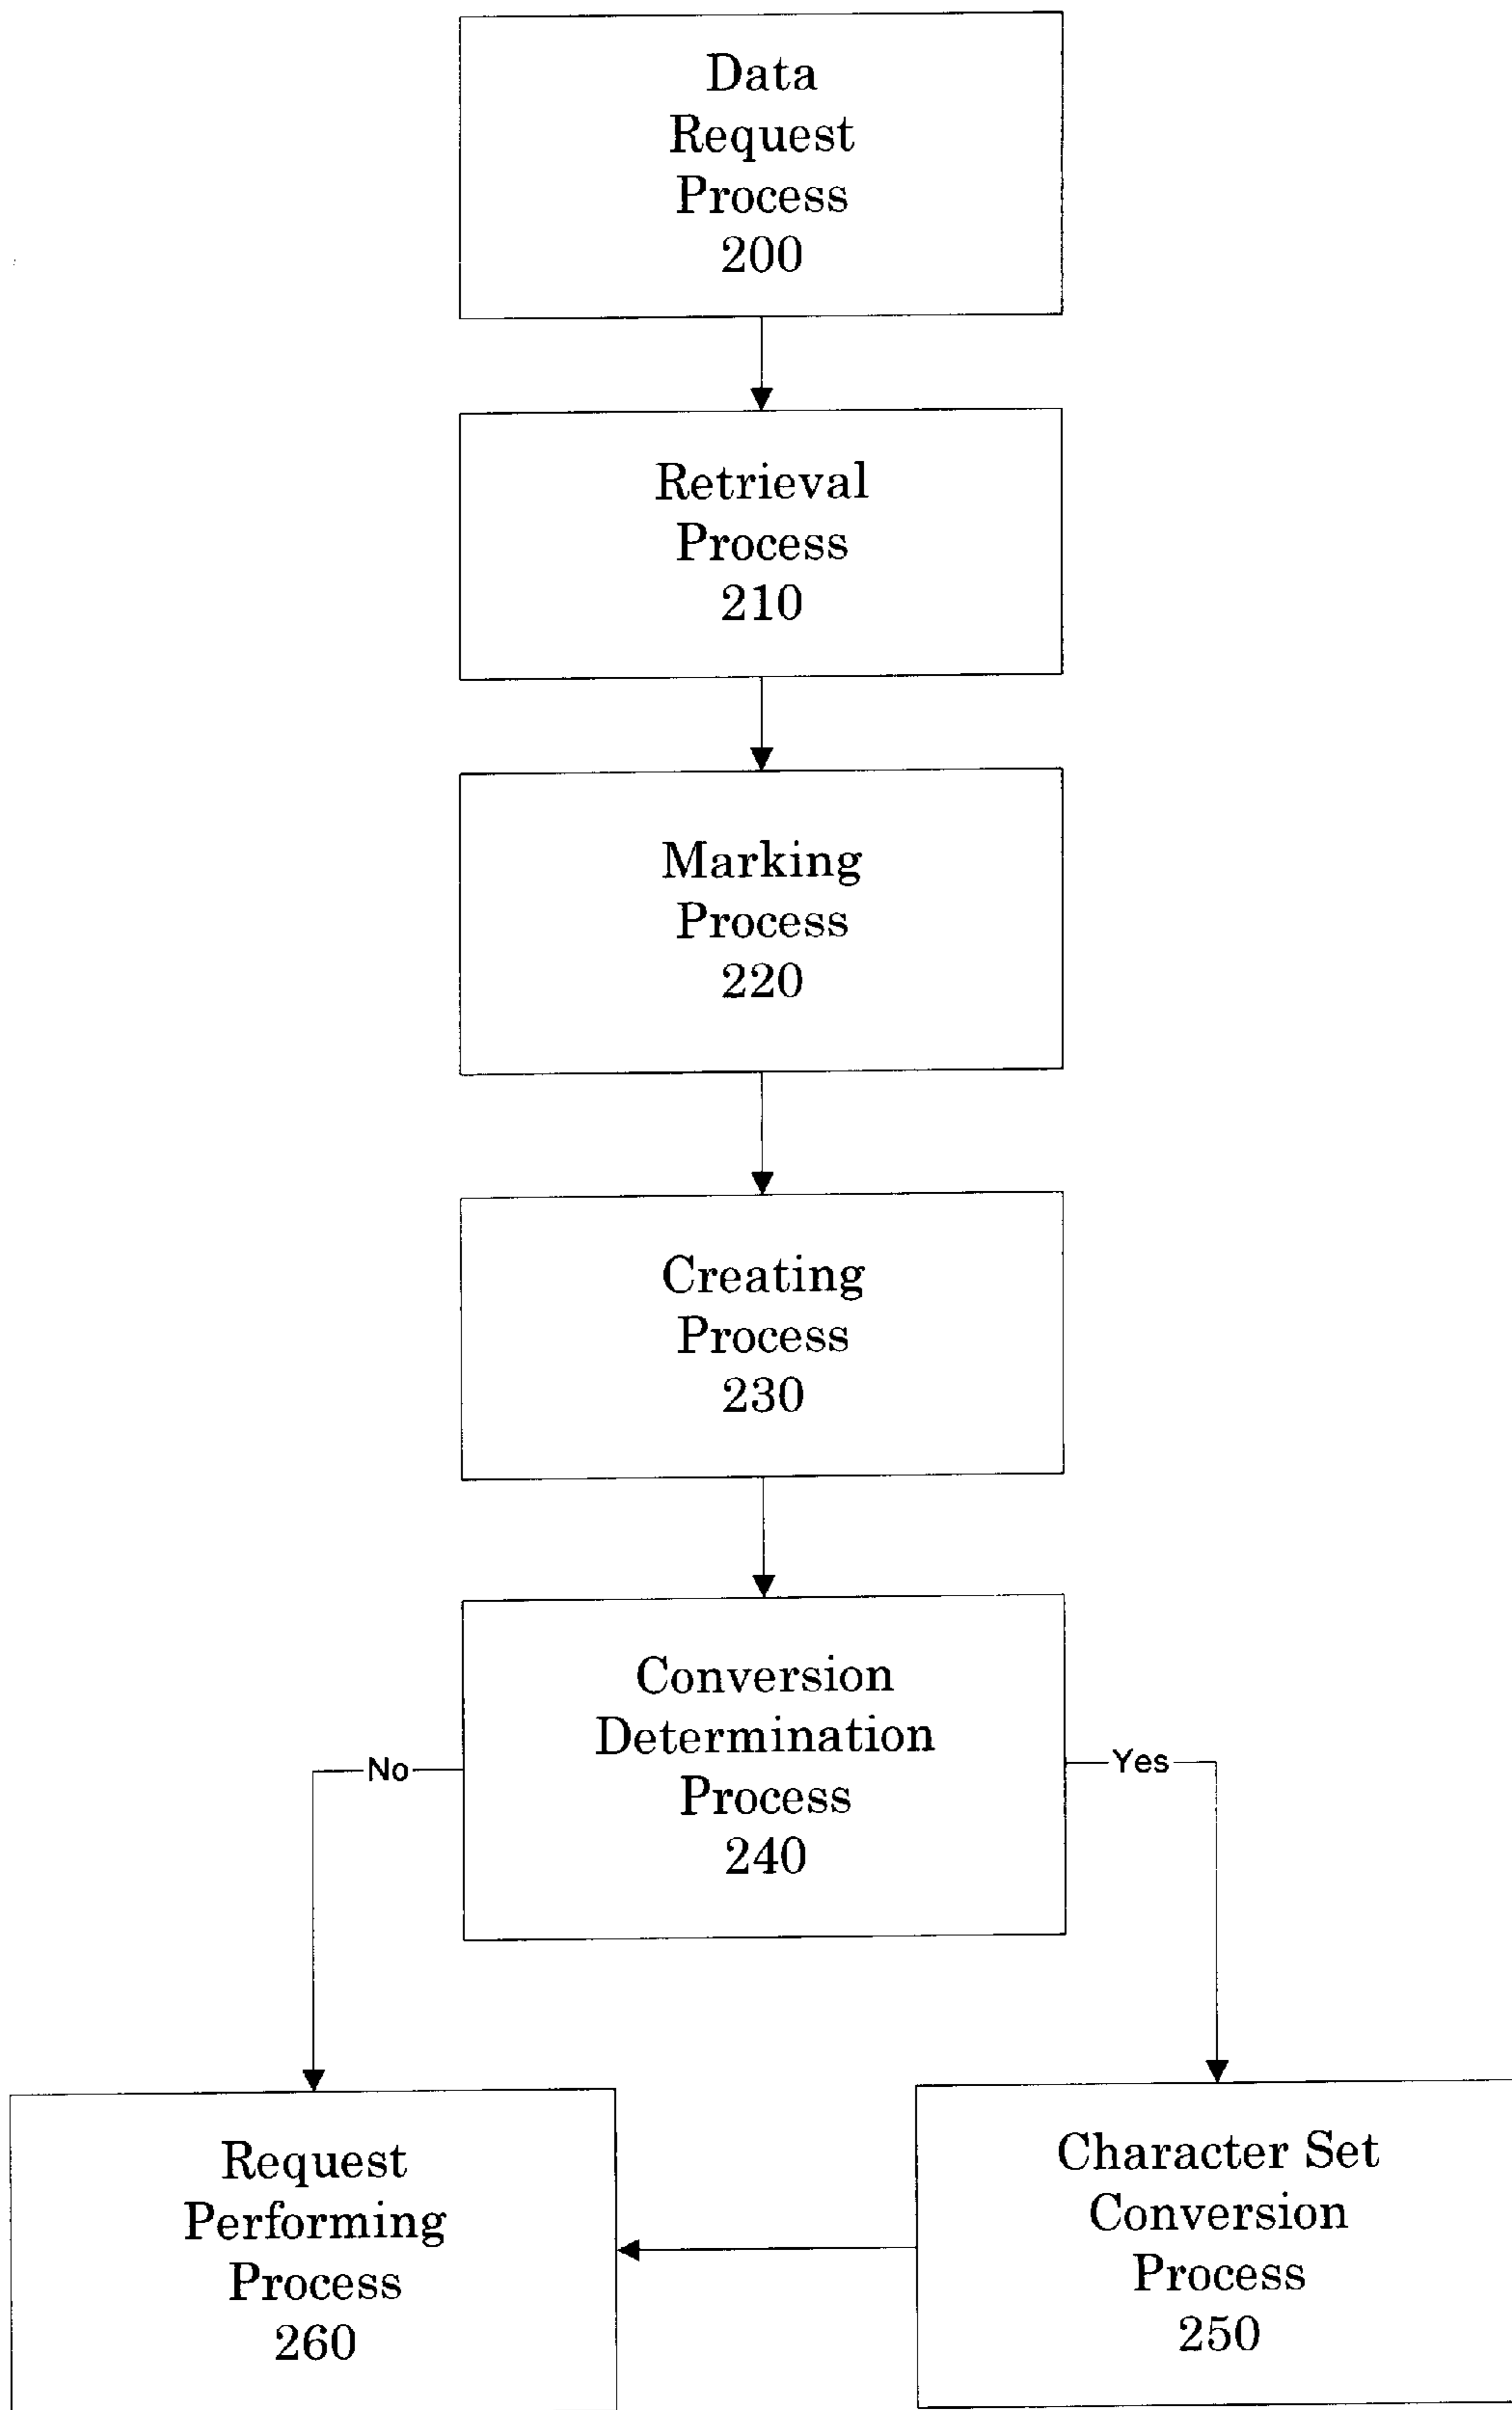 Data
Request
Process
200
Retrieval
Process
210
Marking
Process
220
Creating
Process
230
Conversion
Determination
Process
240
No
Yes
Request
Performing
Process
260
Character Set
Conversion
Process
250